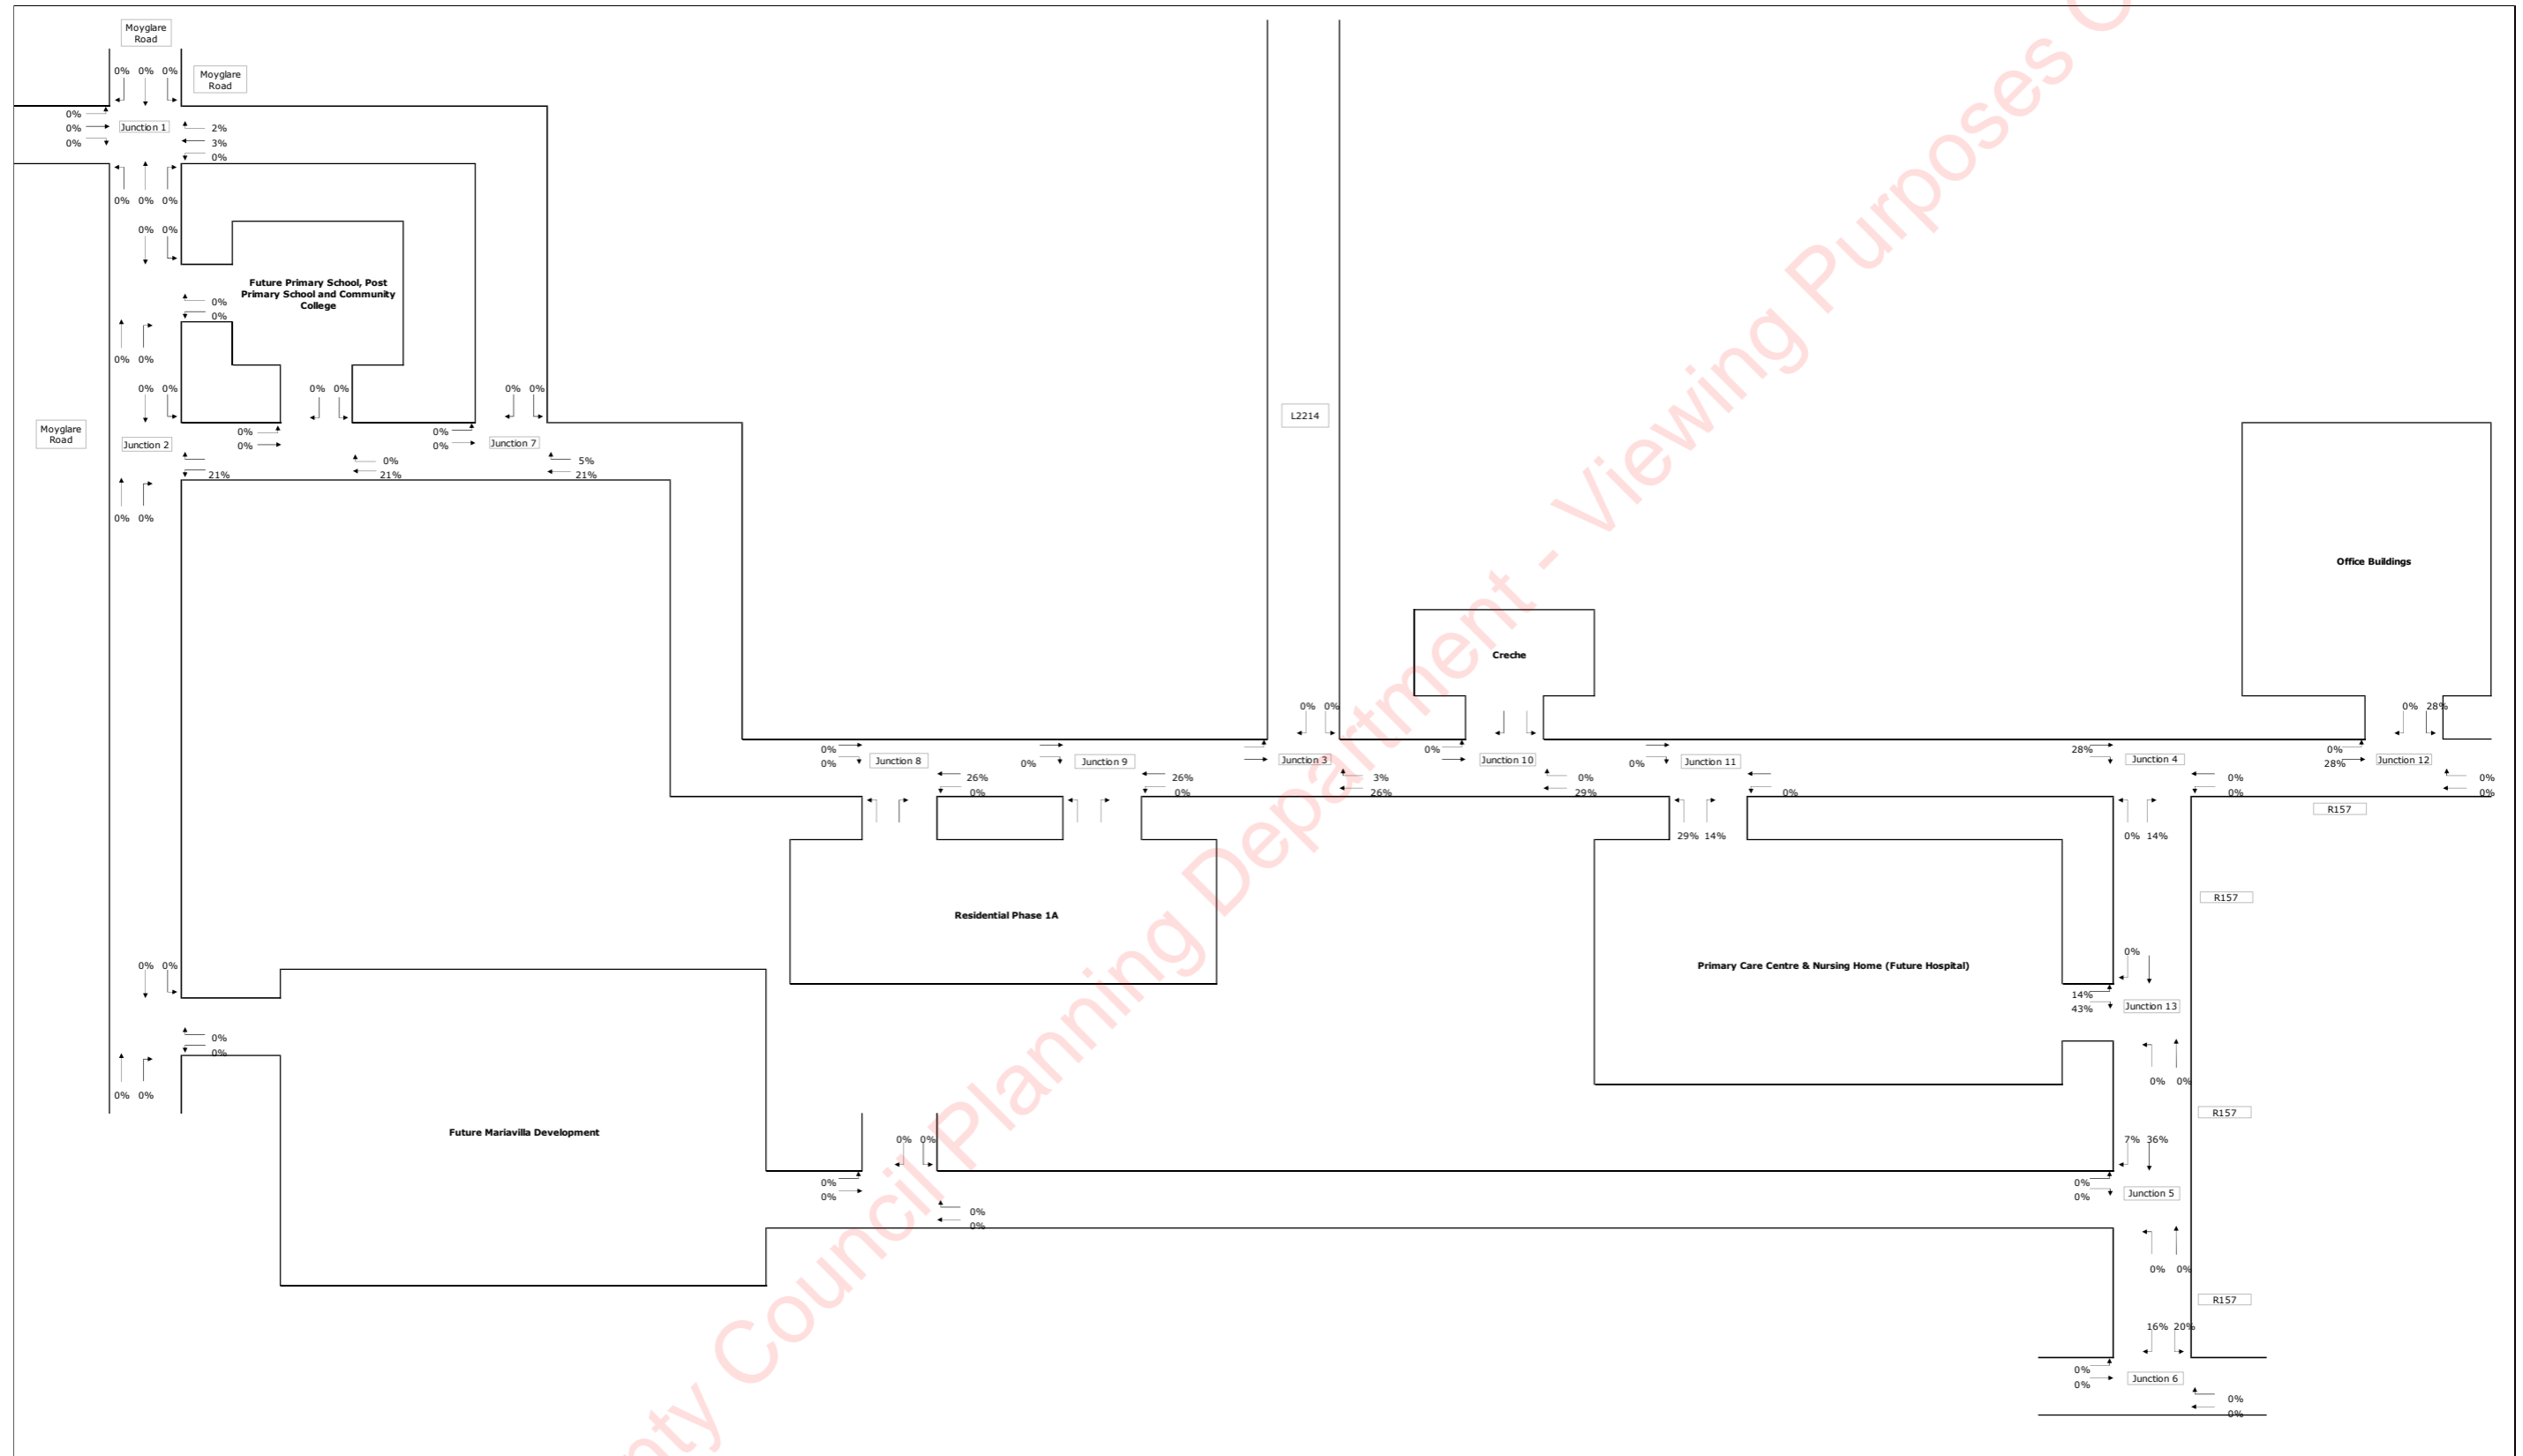 Moyglare
Road
0% 0% 0%
Moyglare
Road
0%
0%
0%
Junction 1
2%
3%
0%
0% 0% 0%
0% 0%
Future Primary School, Post
Primary School and Community
College
0%
0%
0% 0%
0% 0%
0% 0%
0% 0%
Moyglare
Road
Junction 2
0%
0%
0%
0%
Junction 7
21%
0%
21%
5%
21%
0% 0%
L2214
Office Buildings
Creche
0% 0%
0% 28%
0%
0%
Junction 8
0%
Junction 9
Junction 3
0%
Junction 10
0%
Junction 11
28%
Junction 4
0%
28%
Junction 12
26%
0%
26%
0%
3%
26%
0%
29%
0%
0%
0%
0%
0%
R157
29% 14%
0% 14%
R157
Residential Phase 1A
Primary Care Centre & Nursing Home (Future Hospital)
0%
14%
43%
Junction 13
0% 0%
0% 0%
0%
0%
0% 0%
R157
Future Mariavilla Development
0% 0%
7% 36%
0%
0%
0%
0%
Junction 5
0%
0%
0% 0%
R157
16% 20%
0%
0%
Junction 6
0%
0%
nty Council Planning Department - Viewing Purposes